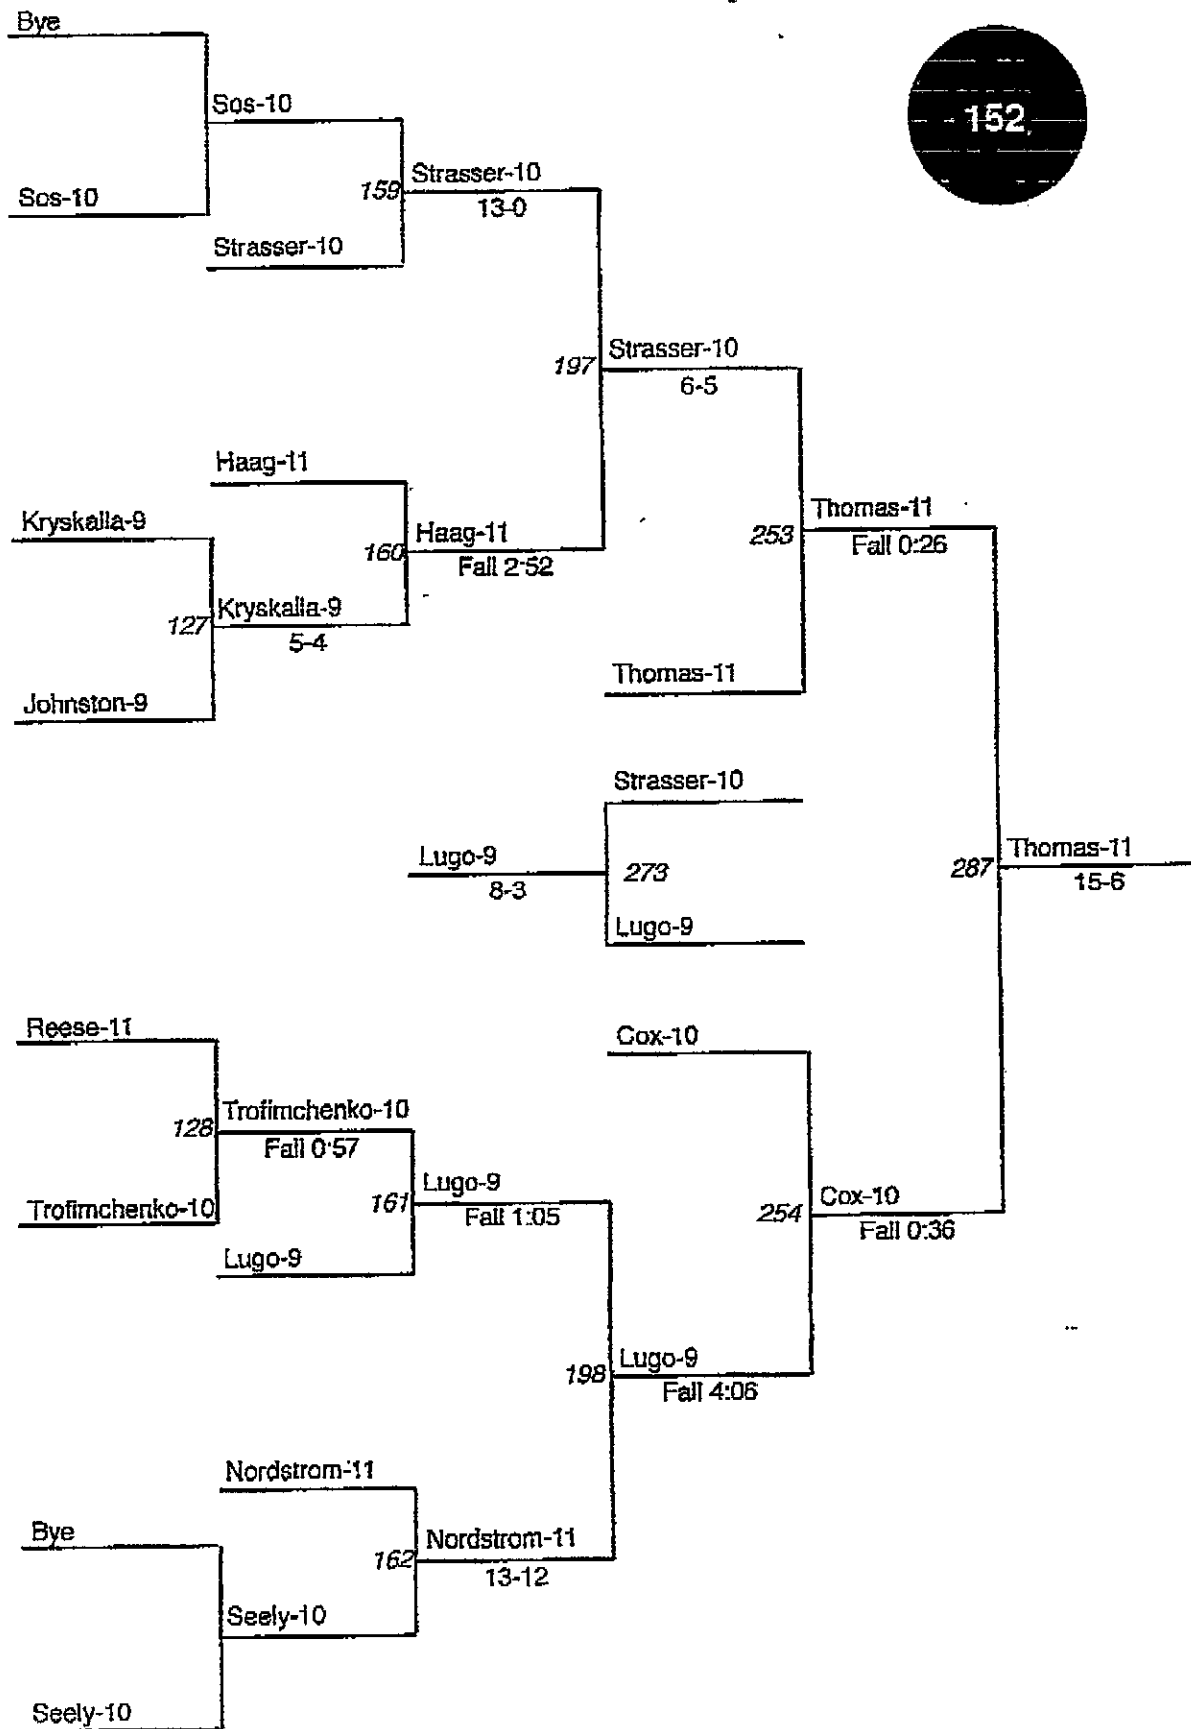 Bye
152
Sos-10
159
Strasser-10
13-0
Sos-10
Strasser-10
197
Strasser-10
6-5
Haag-11
Kryskalla-9
160
Haag-11
Fall 2:52
253
Thomas-11
Fall 0:26
127
Kryskalla-9
5-4
Johnston-9
Thomas-11
Strasser-10
Lugo-9
8-3
273
287
Thomas-11
15-6
Lugo-9
Reese-11
Cox-10
128
Trofimchenko-10
Fall 0:57
161
Lugo-9
Fall 1:05
Trofimchenko-10
254
Cox-10
Fall 0:36
Lugo-9
198
Lugo-9
Fall 4:06
Nordstrom-11
Bye
162
Nordstrom-11
13-12
Seely-10
Seely-10